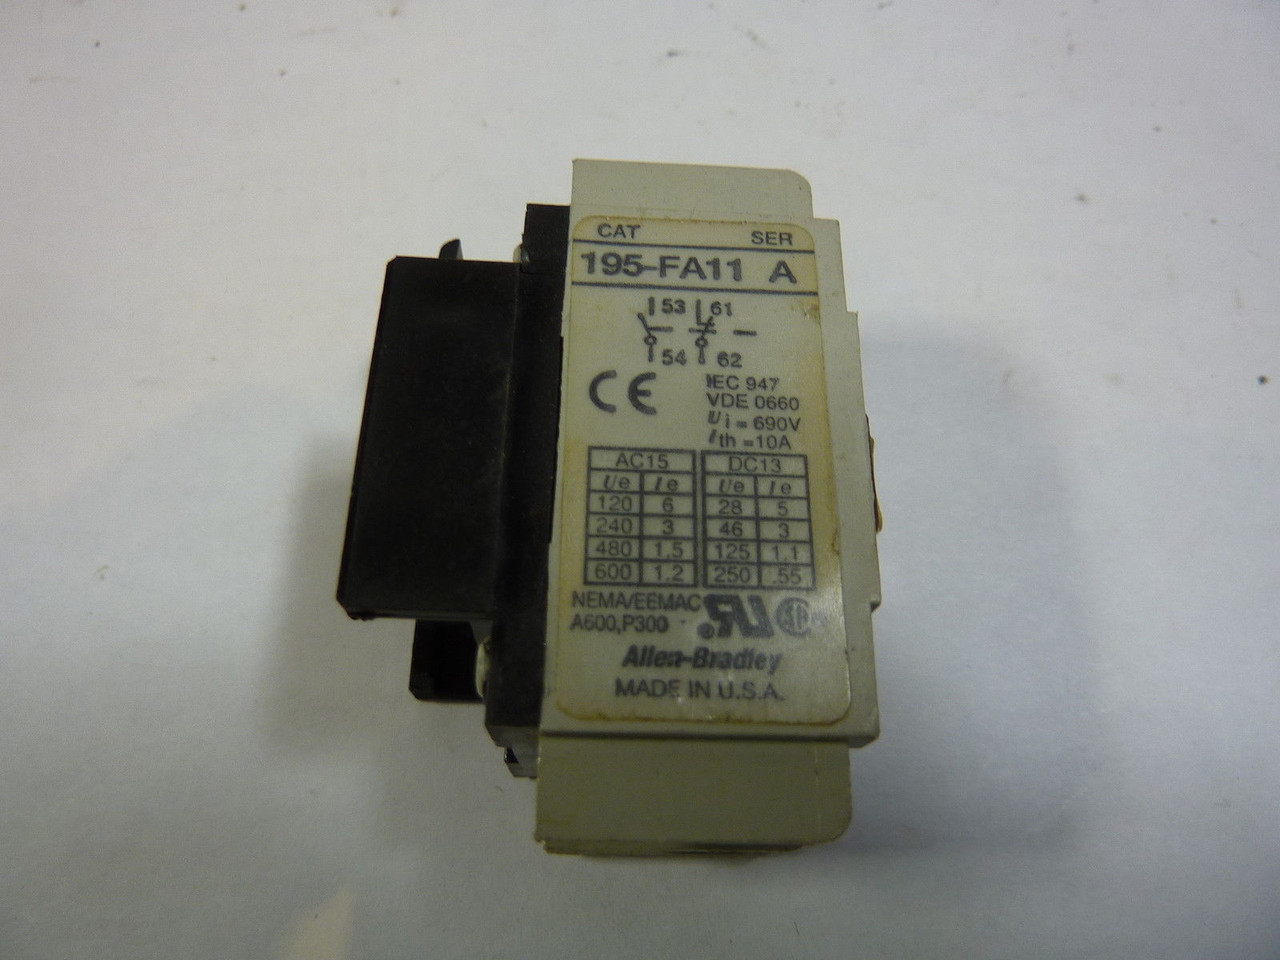 CAT SER
195-FA11 A
53 61
54 62
CE
IEC 947
VDE 0660
Ui = 690V
Ith = 10A
AC15 DC13
Ue Ie Ue Ie
120 6 28 5
240 3 46 3
480 1.5 125 1.1
600 1.2 250 .55
NEMA/EEMAC
A600,P300
Allen-Bradley
MADE IN U.S.A.